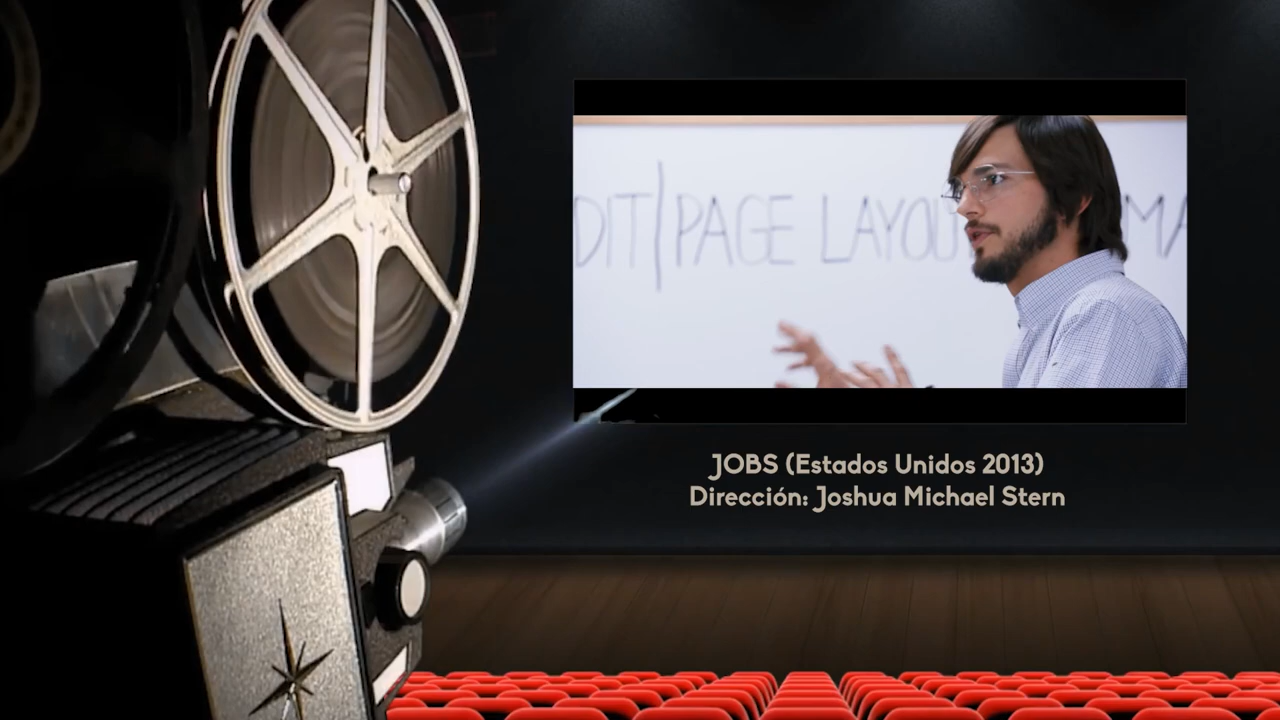 DIT|PAGE LAYOU MA
JOBS (Estados Unidos 2013)
Dirección: Joshua Michael Stern